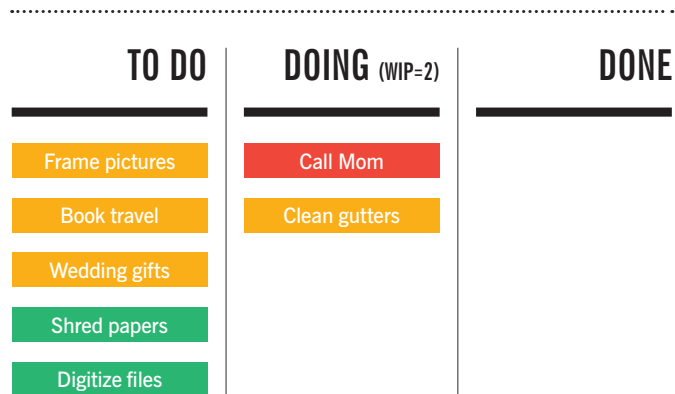 TO DO
Frame pictures
Book travel
Wedding gifts
Shred papers
Digitize files
DOING (WIP=2)
Call Mom
Clean gutters
DONE